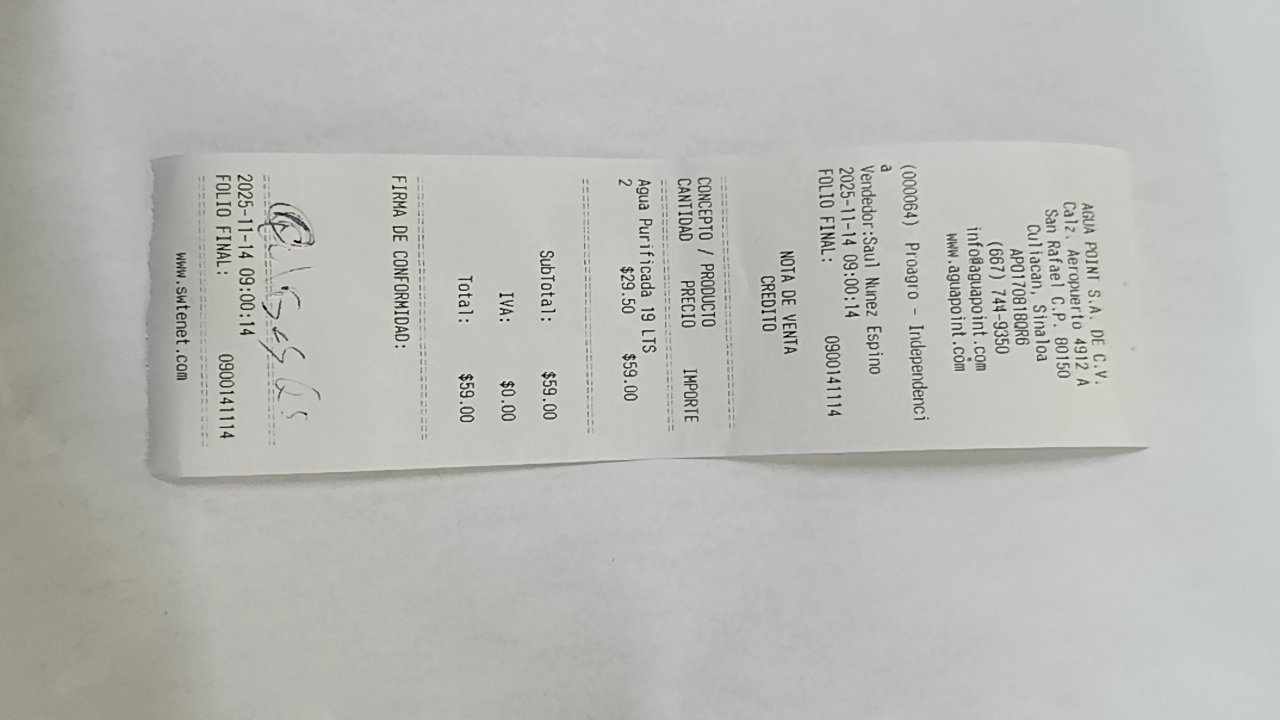 AGUA POINT S.A. DE C.V.
Calz. Aeropuerto 4912 A
San Rafael C.P. 80150
Culiacan, Sinaloa
APO170818QR6
(667) 744-9350
info@aguapoint.com
www.aguapoint.com
(000064) Proagro - Independenci
a
Vendedor:Saul Nunez Espino
2025-11-14 09:00:14
FOLIO FINAL: 0900141114
NOTA DE VENTA
CREDITO
CONCEPTO / PRODUCTO
CANTIDAD PRECIO IMPORTE
Agua Purificada 19 LTS
2 $29.50 $59.00
SubTotal: $59.00
IVA: $0.00
Total: $59.00
FIRMA DE CONFORMIDAD:
2025-11-14 09:00:14
FOLIO FINAL: 0900141114
www.swtenet.com